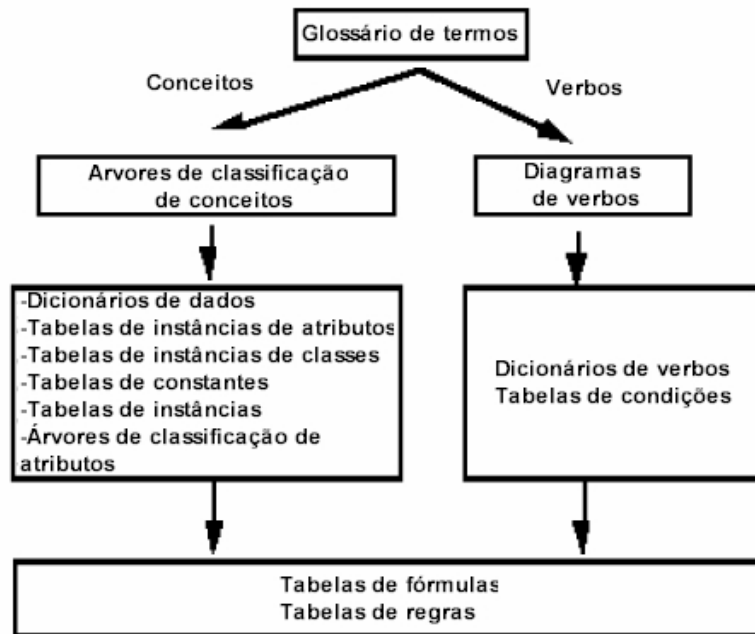 Glossário de termos
Conceitos
Verbos
Arvores de classificação
de conceitos
Diagramas
de verbos
-Dicionários de dados
-Tabelas de instâncias de atributos
-Tabelas de instâncias de classes
-Tabelas de constantes
-Tabelas de instâncias
-Árvores de classificação de
atributos
Dicionários de verbos
Tabelas de condições
Tabelas de fórmulas
Tabelas de regras